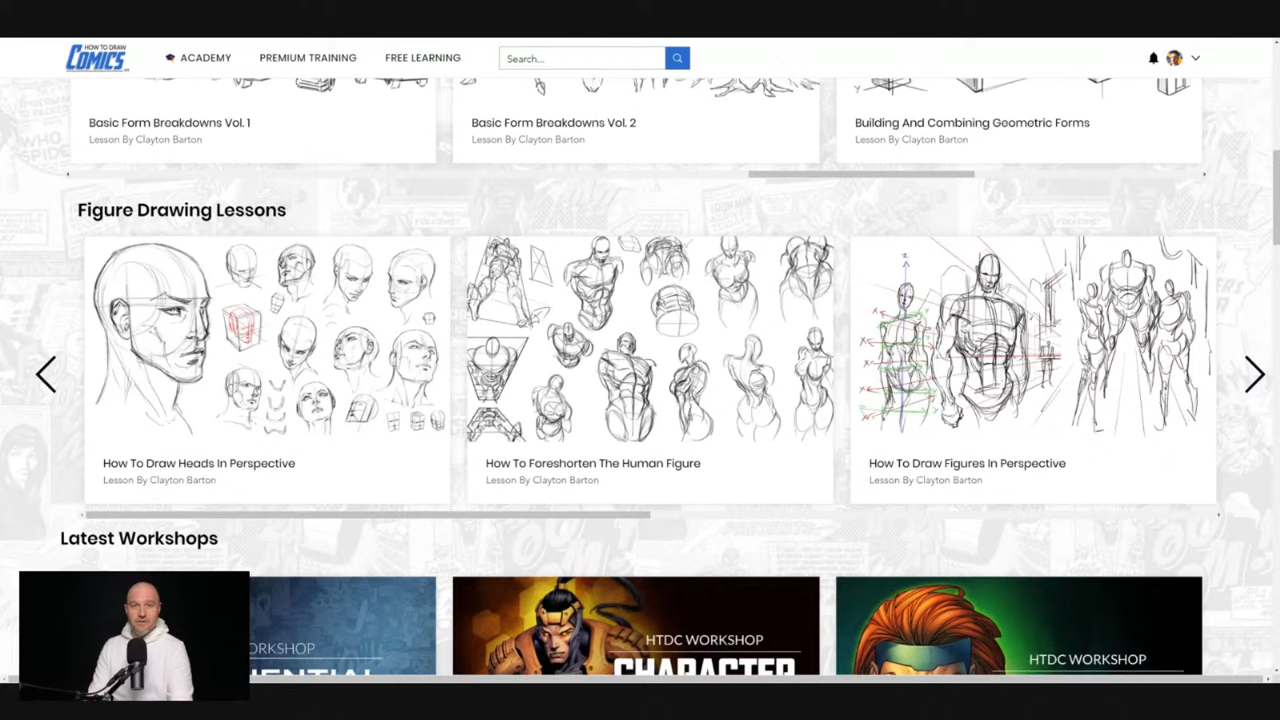 HOW TO DRAW
COMICS
ACADEMY
PREMIUM TRAINING
FREE LEARNING
Search...
Basic Form Breakdowns Vol. 1
Lesson By Clayton Barton
Basic Form Breakdowns Vol. 2
Lesson By Clayton Barton
Building And Combining Geometric Forms
Lesson By Clayton Barton
Figure Drawing Lessons
How To Draw Heads In Perspective
Lesson By Clayton Barton
How To Foreshorten The Human Figure
Lesson By Clayton Barton
How To Draw Figures In Perspective
Lesson By Clayton Barton
Latest Workshops
ORKSHOP
HTDC WORKSHOP
CHARACTER
HTDC WORKSHOP